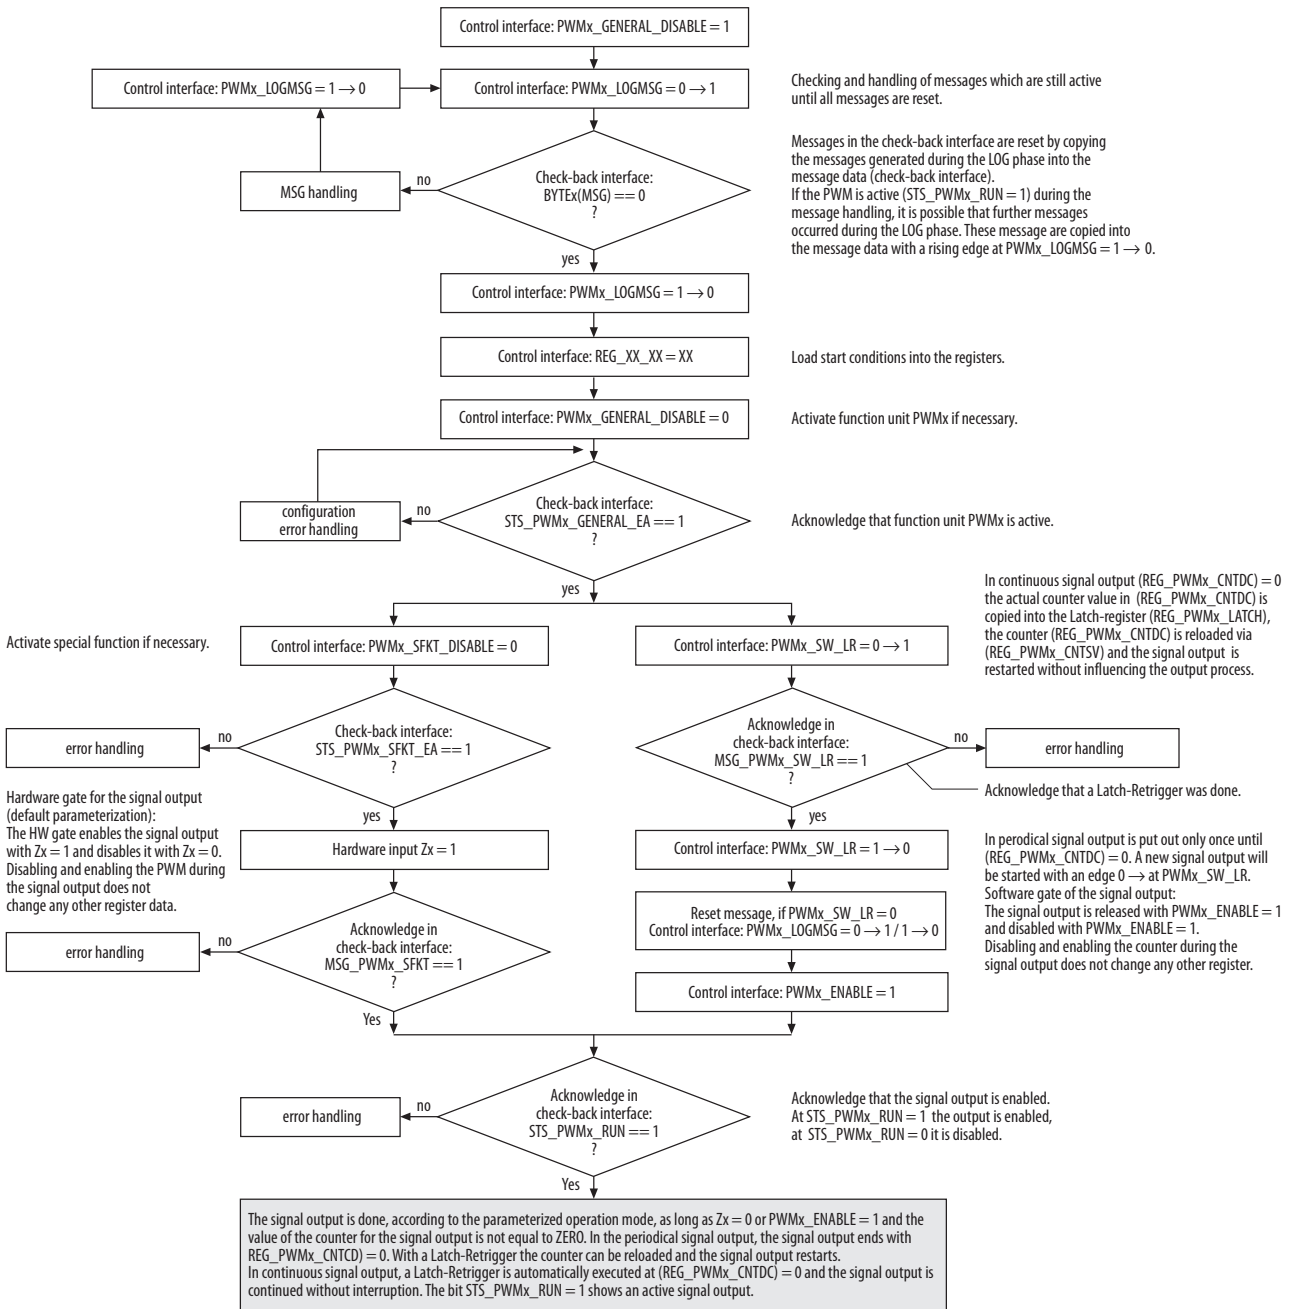 Control interface: PWMx_GENERAL_DISABLE = 1
Control interface: PWMx_LOGMSG = 1 → 0
Control interface: PWMx_LOGMSG = 0 → 1
Checking and handling of messages which are still active
until all messages are reset.
MSG handling
no
Check-back interface:
BYTEx(MSG) == 0
?
Messages in the check-back interface are reset by copying
the messages generated during the LOG phase into the
message data (check-back interface).
If the PWM is active (STS_PWMx_RUN = 1) during the
message handling, it is possible that further messages
occurred during the LOG phase. These message are copied into
the message data with a rising edge at PWMx_LOGMSG = 1 → 0.
yes
Control interface: PWMx_LOGMSG = 1 → 0
Control interface: REG_XX_XX = XX
Load start conditions into the registers.
Control interface: PWMx_GENERAL_DISABLE = 0
Activate function unit PWMx if necessary.
configuration
error handling
no
Check-back interface:
STS_PWMx_GENERAL_EA == 1
?
Acknowledge that function unit PWMx is active.
yes
Activate special function if necessary.
Control interface: PWMx_SFKT_DISABLE = 0
Control interface: PWMx_SW_LR = 0 → 1
In continuous signal output (REG_PWMx_CNTDC) = 0
the actual counter value in (REG_PWMx_CNTDC) is
copied into the Latch-register (REG_PWMx_LATCH),
the counter (REG_PWMx_CNTDC) is reloaded via
(REG_PWMx_CNTSV) and the signal output is
restarted without influencing the output process.
error handling
no
Check-back interface:
STS_PWMx_SFKT_EA == 1
?
Acknowledge in
check-back interface:
MSG_PWMx_SW_LR == 1
?
no
error handling
Acknowledge that a Latch-Retrigger was done.
Hardware gate for the signal output
(default parameterization):
The HW gate enables the signal output
with Zx = 1 and disables it with Zx = 0.
Disabling and enabling the PWM during
the signal output does not
change any other register data.
yes
Hardware input Zx = 1
yes
Control interface: PWMx_SW_LR = 1 → 0
In perodical signal output is put out only once until
(REG_PWMx_CNTDC) = 0. A new signal output will
be started with an edge 0 → at PWMx_SW_LR.
Software gate of the signal output:
The signal output is released with PWMx_ENABLE = 1
and disabled with PWMx_ENABLE = 1.
Disabling and enabling the counter during the
signal output does not change any other register.
error handling
no
Acknowledge in
check-back interface:
MSG_PWMx_SFKT == 1
?
Reset message, if PWMx_SW_LR = 0
Control interface: PWMx_LOGMSG = 0 → 1 / 1 → 0
Control interface: PWMx_ENABLE = 1
Yes
error handling
no
Acknowledge in
check-back interface:
STS_PWMx_RUN == 1
?
Acknowledge that the signal output is enabled.
At STS_PWMx_RUN = 1 the output is enabled,
at STS_PWMx_RUN = 0 it is disabled.
Yes
The signal output is done, according to the parameterized operation mode, as long as Zx = 0 or PWMx_ENABLE = 1 and the
value of the counter for the signal output is not equal to ZERO. In the periodical signal output, the signal output ends with
REG_PWMx_CNTCD) = 0. With a Latch-Retrigger the counter can be reloaded and the signal output restarts.
In continuous signal output, a Latch-Retrigger is automatically executed at (REG_PWMx_CNTDC) = 0 and the signal output is
continued without interruption. The bit STS_PWMx_RUN = 1 shows an active signal output.